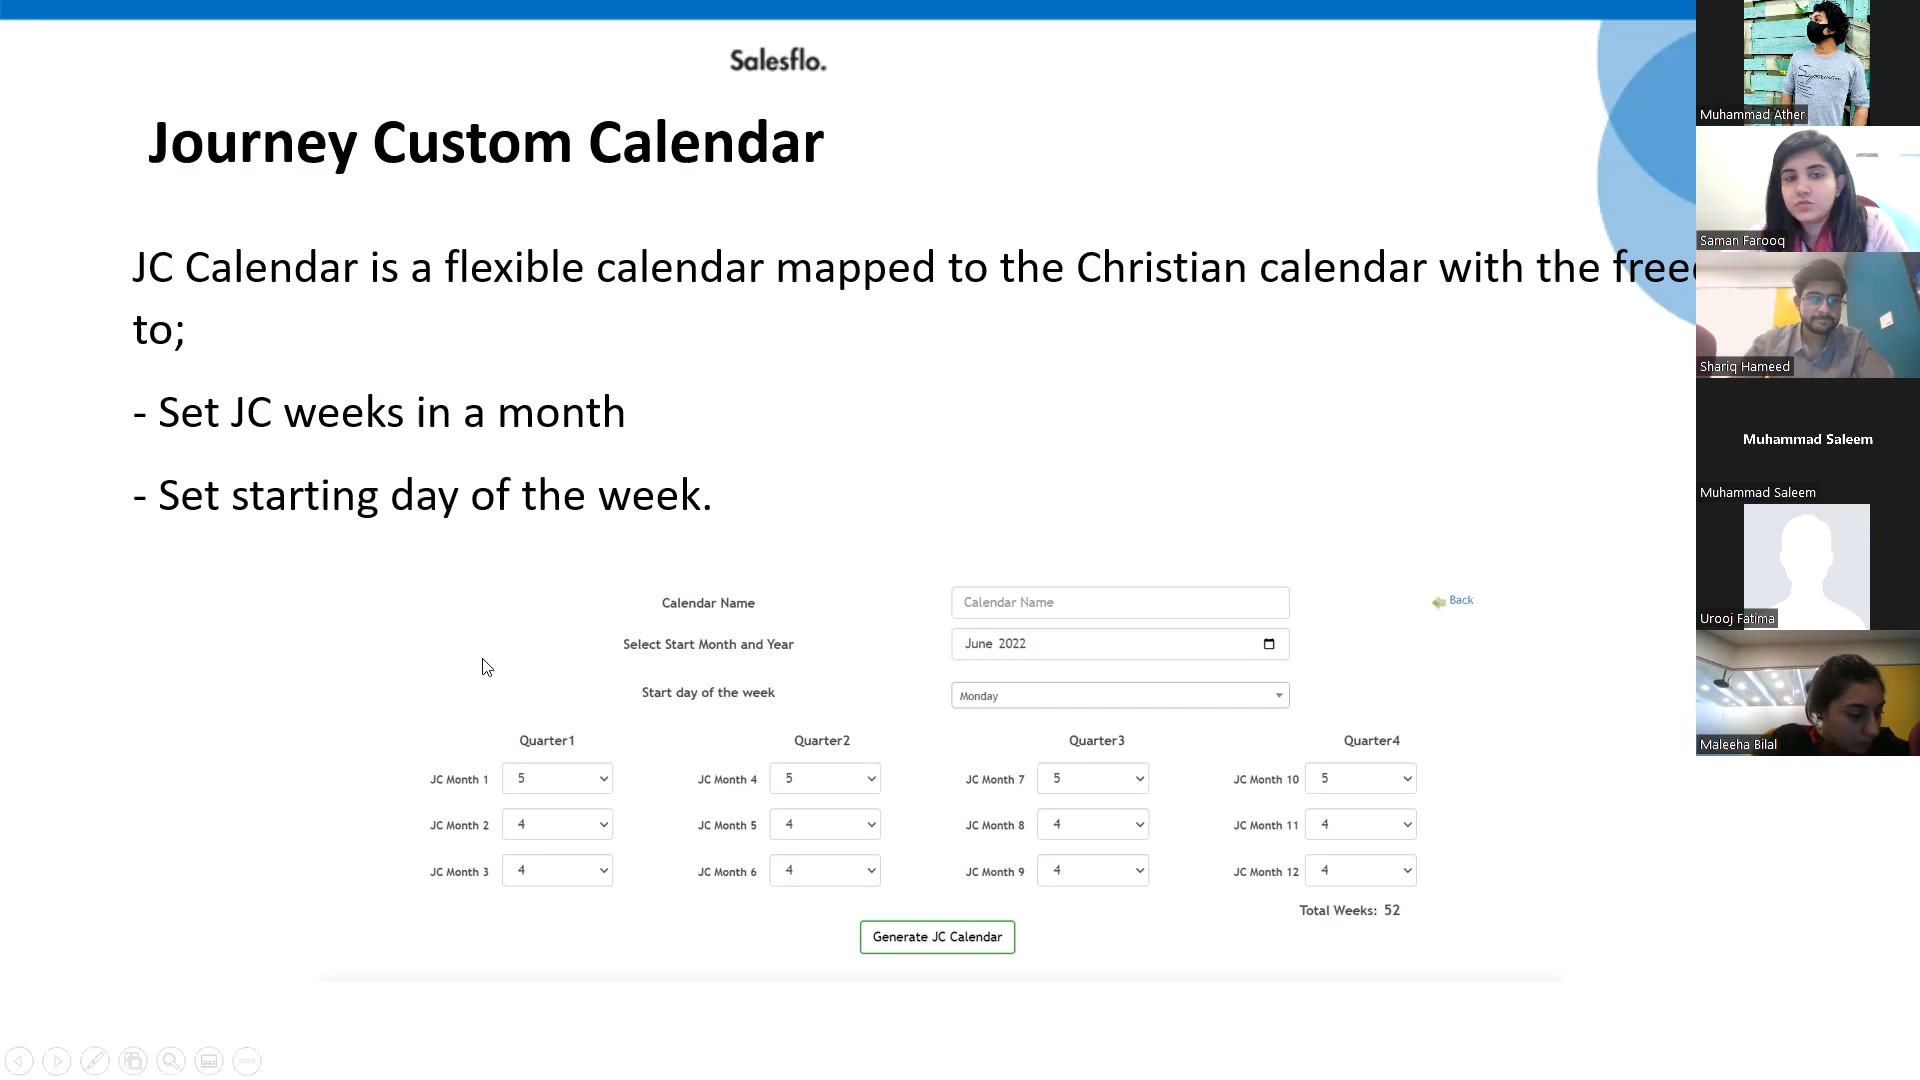 Salesflo.
Journey Custom Calendar
JC Calendar is a flexible calendar mapped to the Christian calendar with the
to;
- Set JC weeks in a month
- Set starting day of the week.
Calendar Name Calendar Name Back
Select Start Month and Year June 2022
Start day of the week Monday
Quarter1 Quarter2 Quarter3 Quarter4
JC Month 1 5 JC Month 4 5 JC Month 7 5 JC Month 10 5
JC Month 2 4 JC Month 5 4 JC Month 8 4 JC Month 11 4
JC Month 3 4 JC Month 6 4 JC Month 9 4 JC Month 12 4
Total Weeks: 52
Generate JC Calendar
Muhammad Ather
Saman Farooq
Shariq Hameed
Muhammad Saleem
Muhammad Saleem
Urooj Fatima
Maleeha Bilal